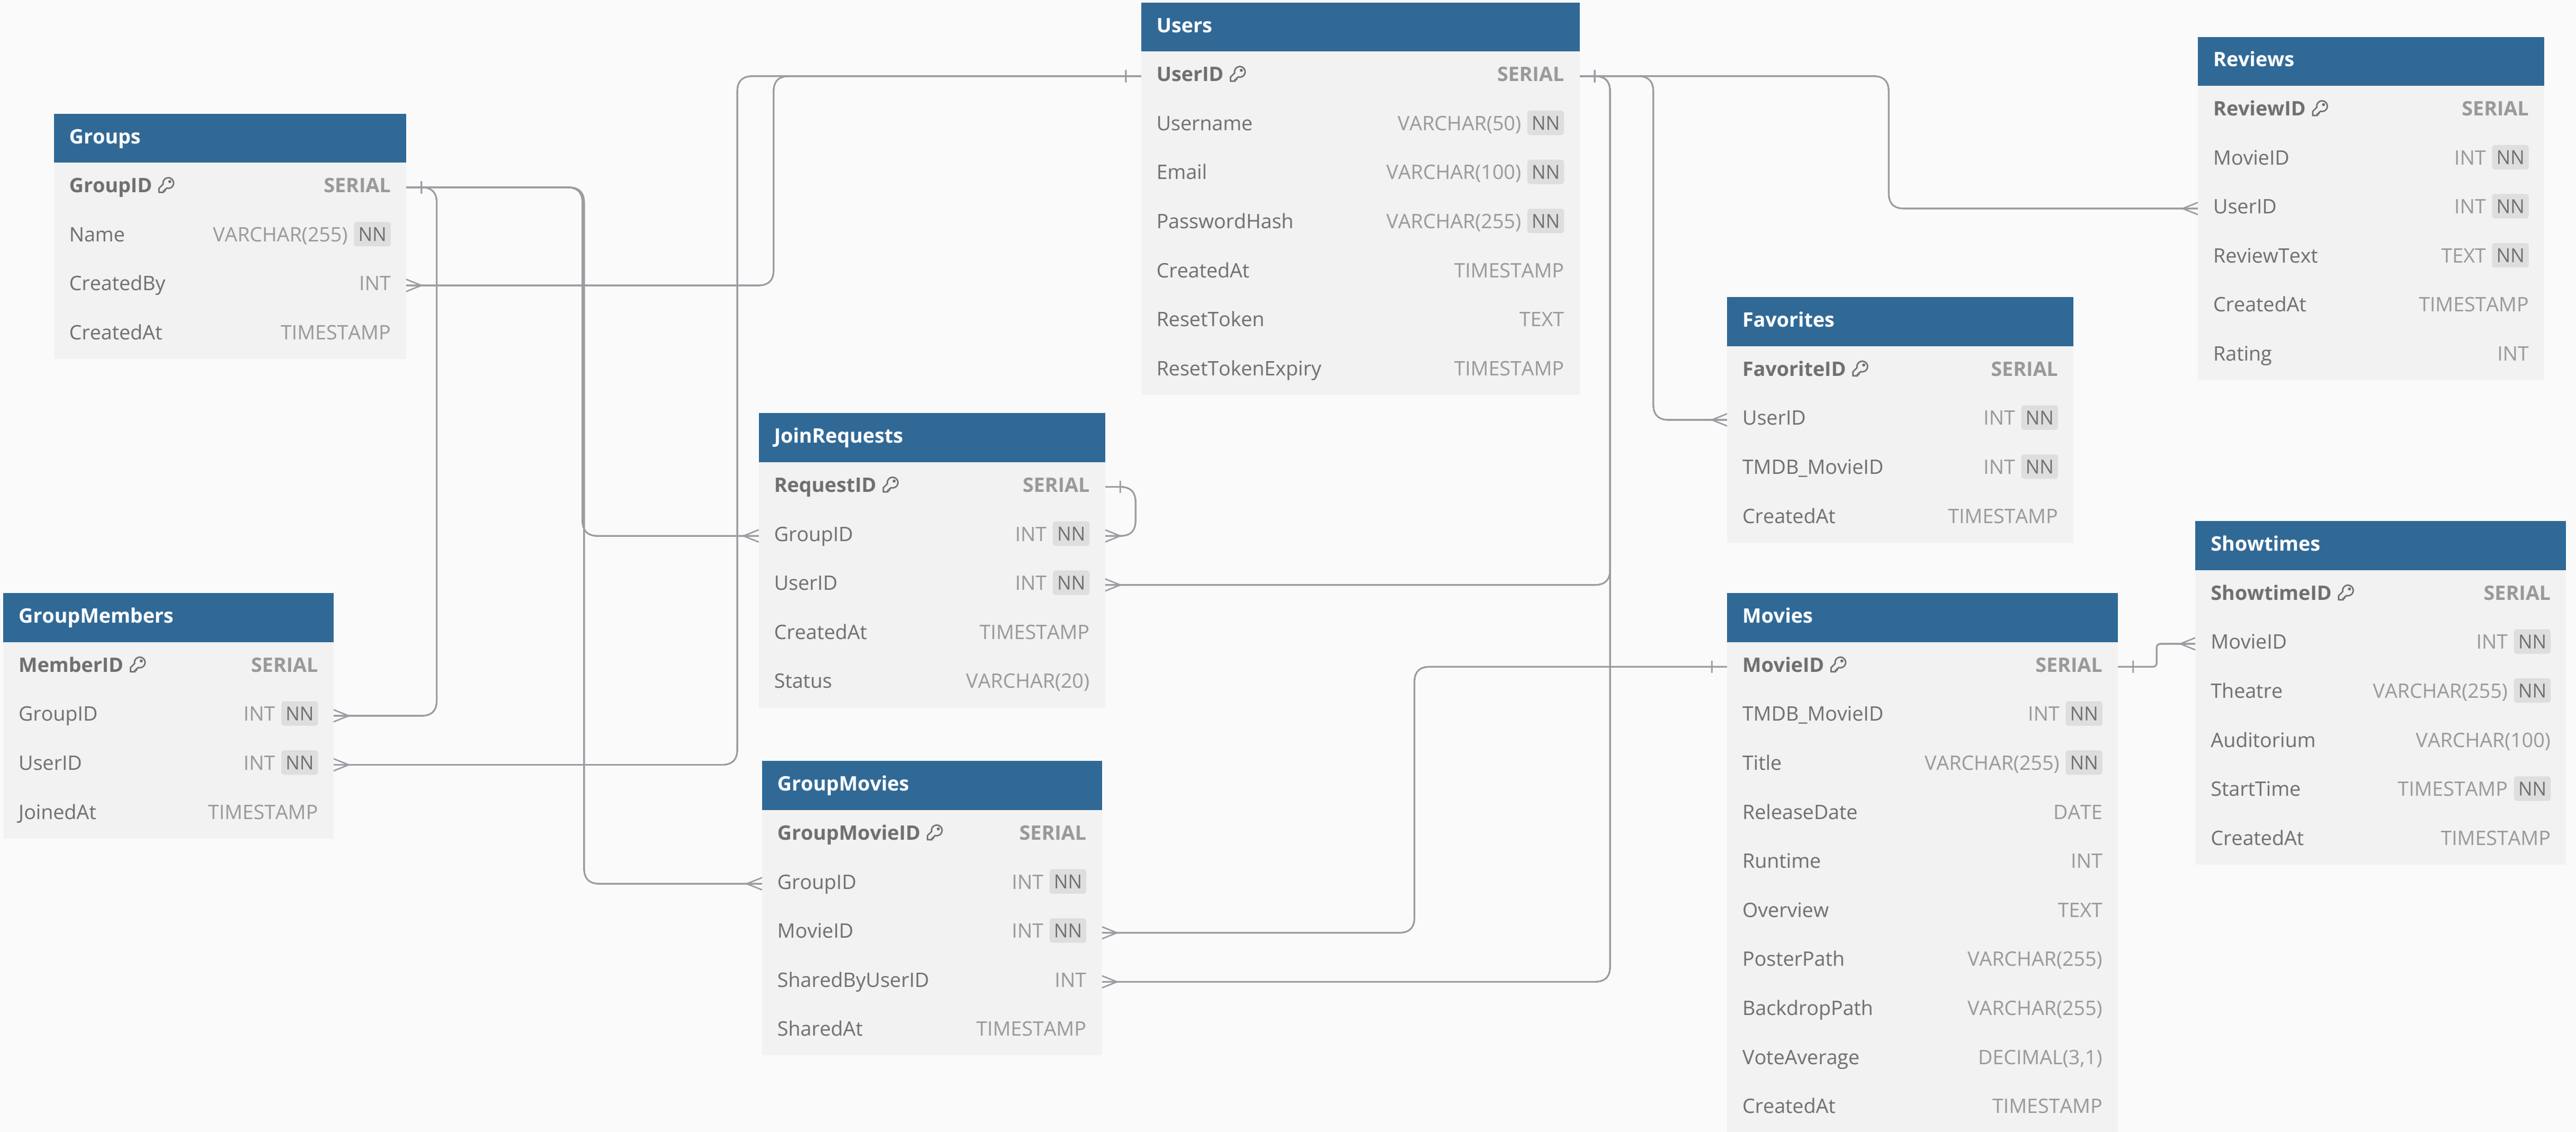 Users
UserID SERIAL
Username VARCHAR(50) NN
Email VARCHAR(100) NN
PasswordHash VARCHAR(255) NN
CreatedAt TIMESTAMP
ResetToken TEXT
ResetTokenExpiry TIMESTAMP
Reviews
ReviewID SERIAL
MovieID INT NN
UserID INT NN
ReviewText TEXT NN
CreatedAt TIMESTAMP
Rating INT
Groups
GroupID SERIAL
Name VARCHAR(255) NN
CreatedBy INT
CreatedAt TIMESTAMP
Favorites
FavoriteID SERIAL
UserID INT NN
TMDB_MovieID INT NN
CreatedAt TIMESTAMP
JoinRequests
RequestID SERIAL
GroupID INT NN
UserID INT NN
CreatedAt TIMESTAMP
Status VARCHAR(20)
Showtimes
ShowtimeID SERIAL
MovieID INT NN
Theatre VARCHAR(255) NN
Auditorium VARCHAR(100)
StartTime TIMESTAMP NN
CreatedAt TIMESTAMP
GroupMembers
MemberID SERIAL
GroupID INT NN
UserID INT NN
JoinedAt TIMESTAMP
Movies
MovieID SERIAL
TMDB_MovieID INT NN
Title VARCHAR(255) NN
ReleaseDate DATE
Runtime INT
Overview TEXT
PosterPath VARCHAR(255)
BackdropPath VARCHAR(255)
VoteAverage DECIMAL(3,1)
CreatedAt TIMESTAMP
GroupMovies
GroupMovieID SERIAL
GroupID INT NN
MovieID INT NN
SharedByUserID INT
SharedAt TIMESTAMP